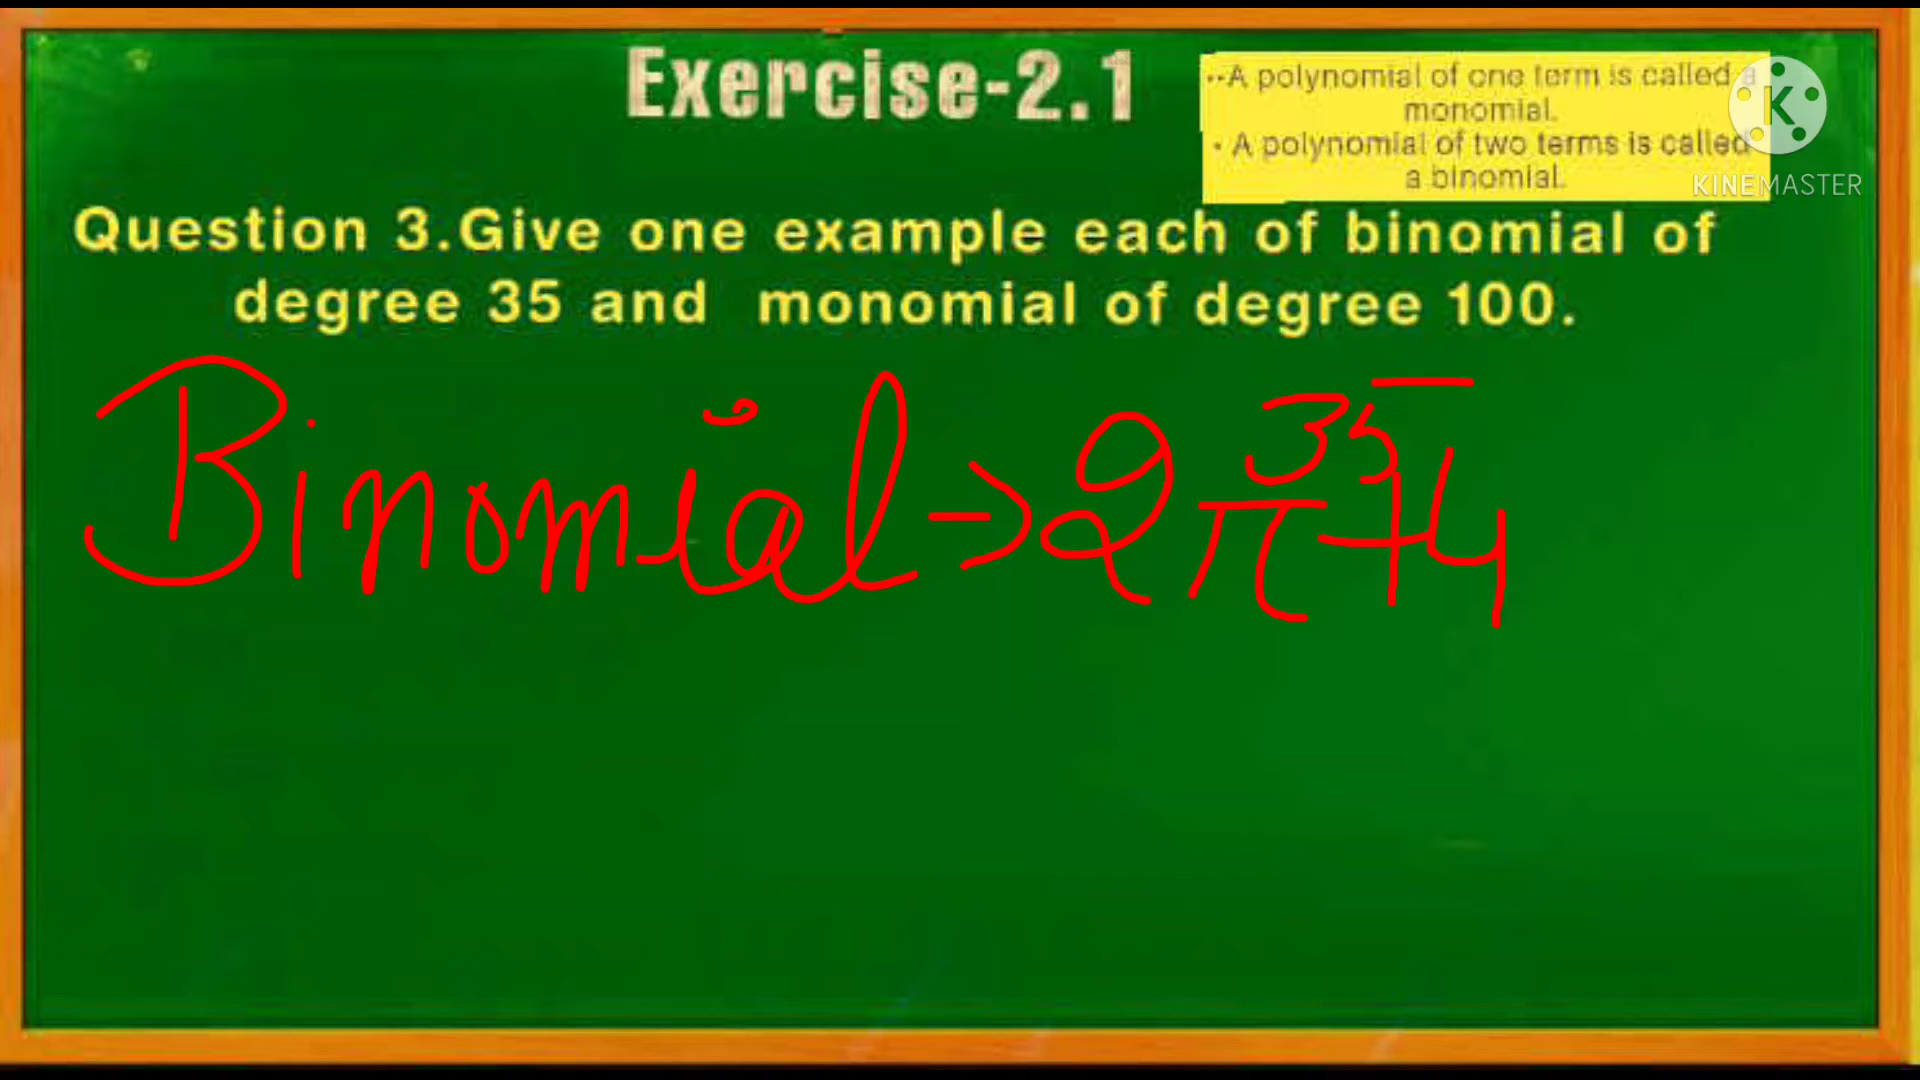 Exercise-2.1
··A polynomial of one term is called a
monomial.
· A polynomial of two terms is called
a binomial.
KINEMASTER
Question 3.Give one example each of binomial of
degree 35 and monomial of degree 100.
Binomial→2π³⁵+4